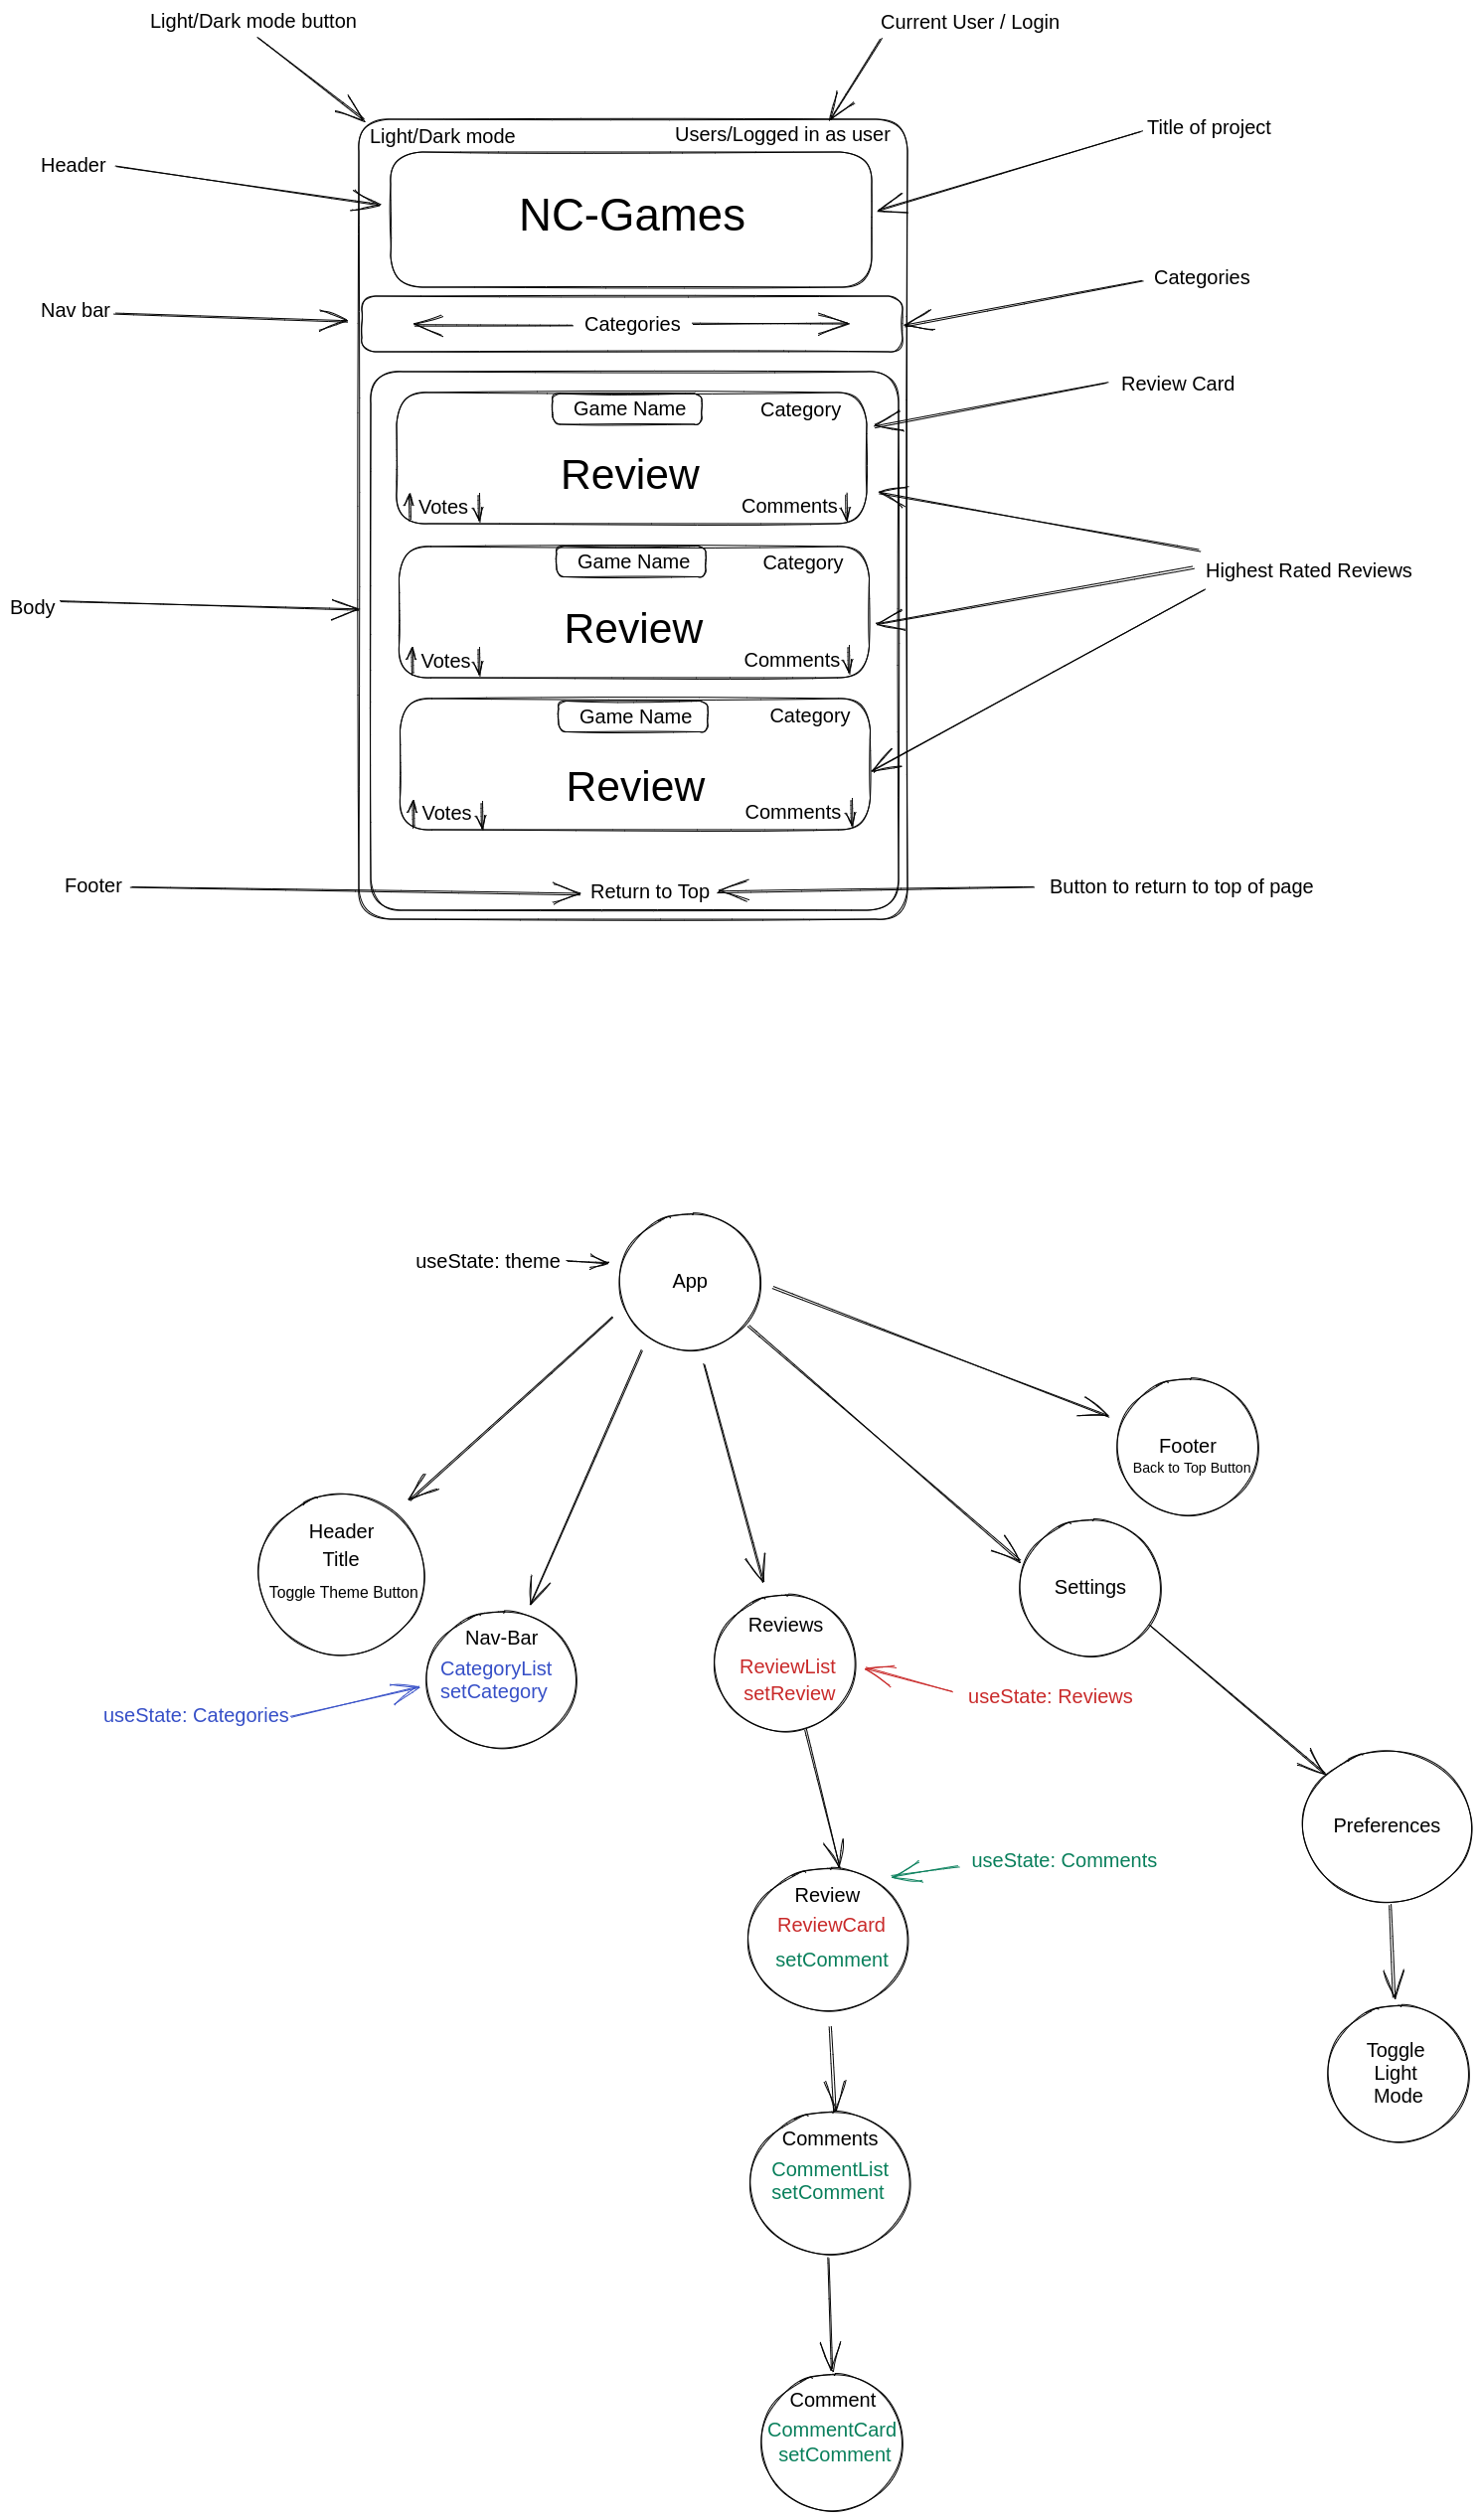 Light/Dark mode button
Current User / Login
Title of project
Light/Dark mode
Users/Logged in as user
Header
NC-Games
Categories
Nav bar
Categories
Review Card
Game Name
Category
Review
Votes
Comments
Highest Rated Reviews
Game Name
Category
Body
Review
Votes
Comments
Game Name
Category
Review
Votes
Comments
Footer
Return to Top
Button to return to top of page
useState: theme
App
Footer
Back to Top Button
Header
Title
Toggle Theme Button
Settings
Nav-Bar
CategoryList
setCategory
useState: Categories
Reviews
ReviewList
setReview
useState: Reviews
Preferences
useState: Comments
Review
ReviewCard
setComment
Toggle
Light
Mode
Comments
CommentList
setComment
Comment
CommentCard
setComment